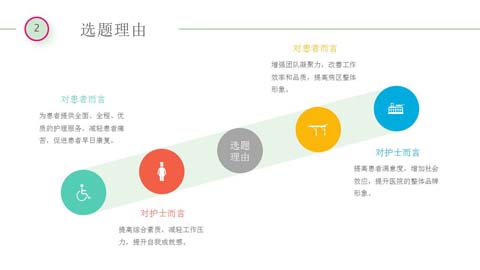 2
选题理由
对患者而言
增强团队凝聚力，改善工作
效率和品质，提高病区整体
形象。
对患者而言
为患者提供全面、全程、优
质的护理服务，减轻患者痛
苦，促进患者早日康复。
选题
理由
对护士而言
提高患者满意度，增加社会
效应，提升医院的整体品牌
形象。
对护士而言
提高综合素质，减轻工作压
力，提升自我成就感。